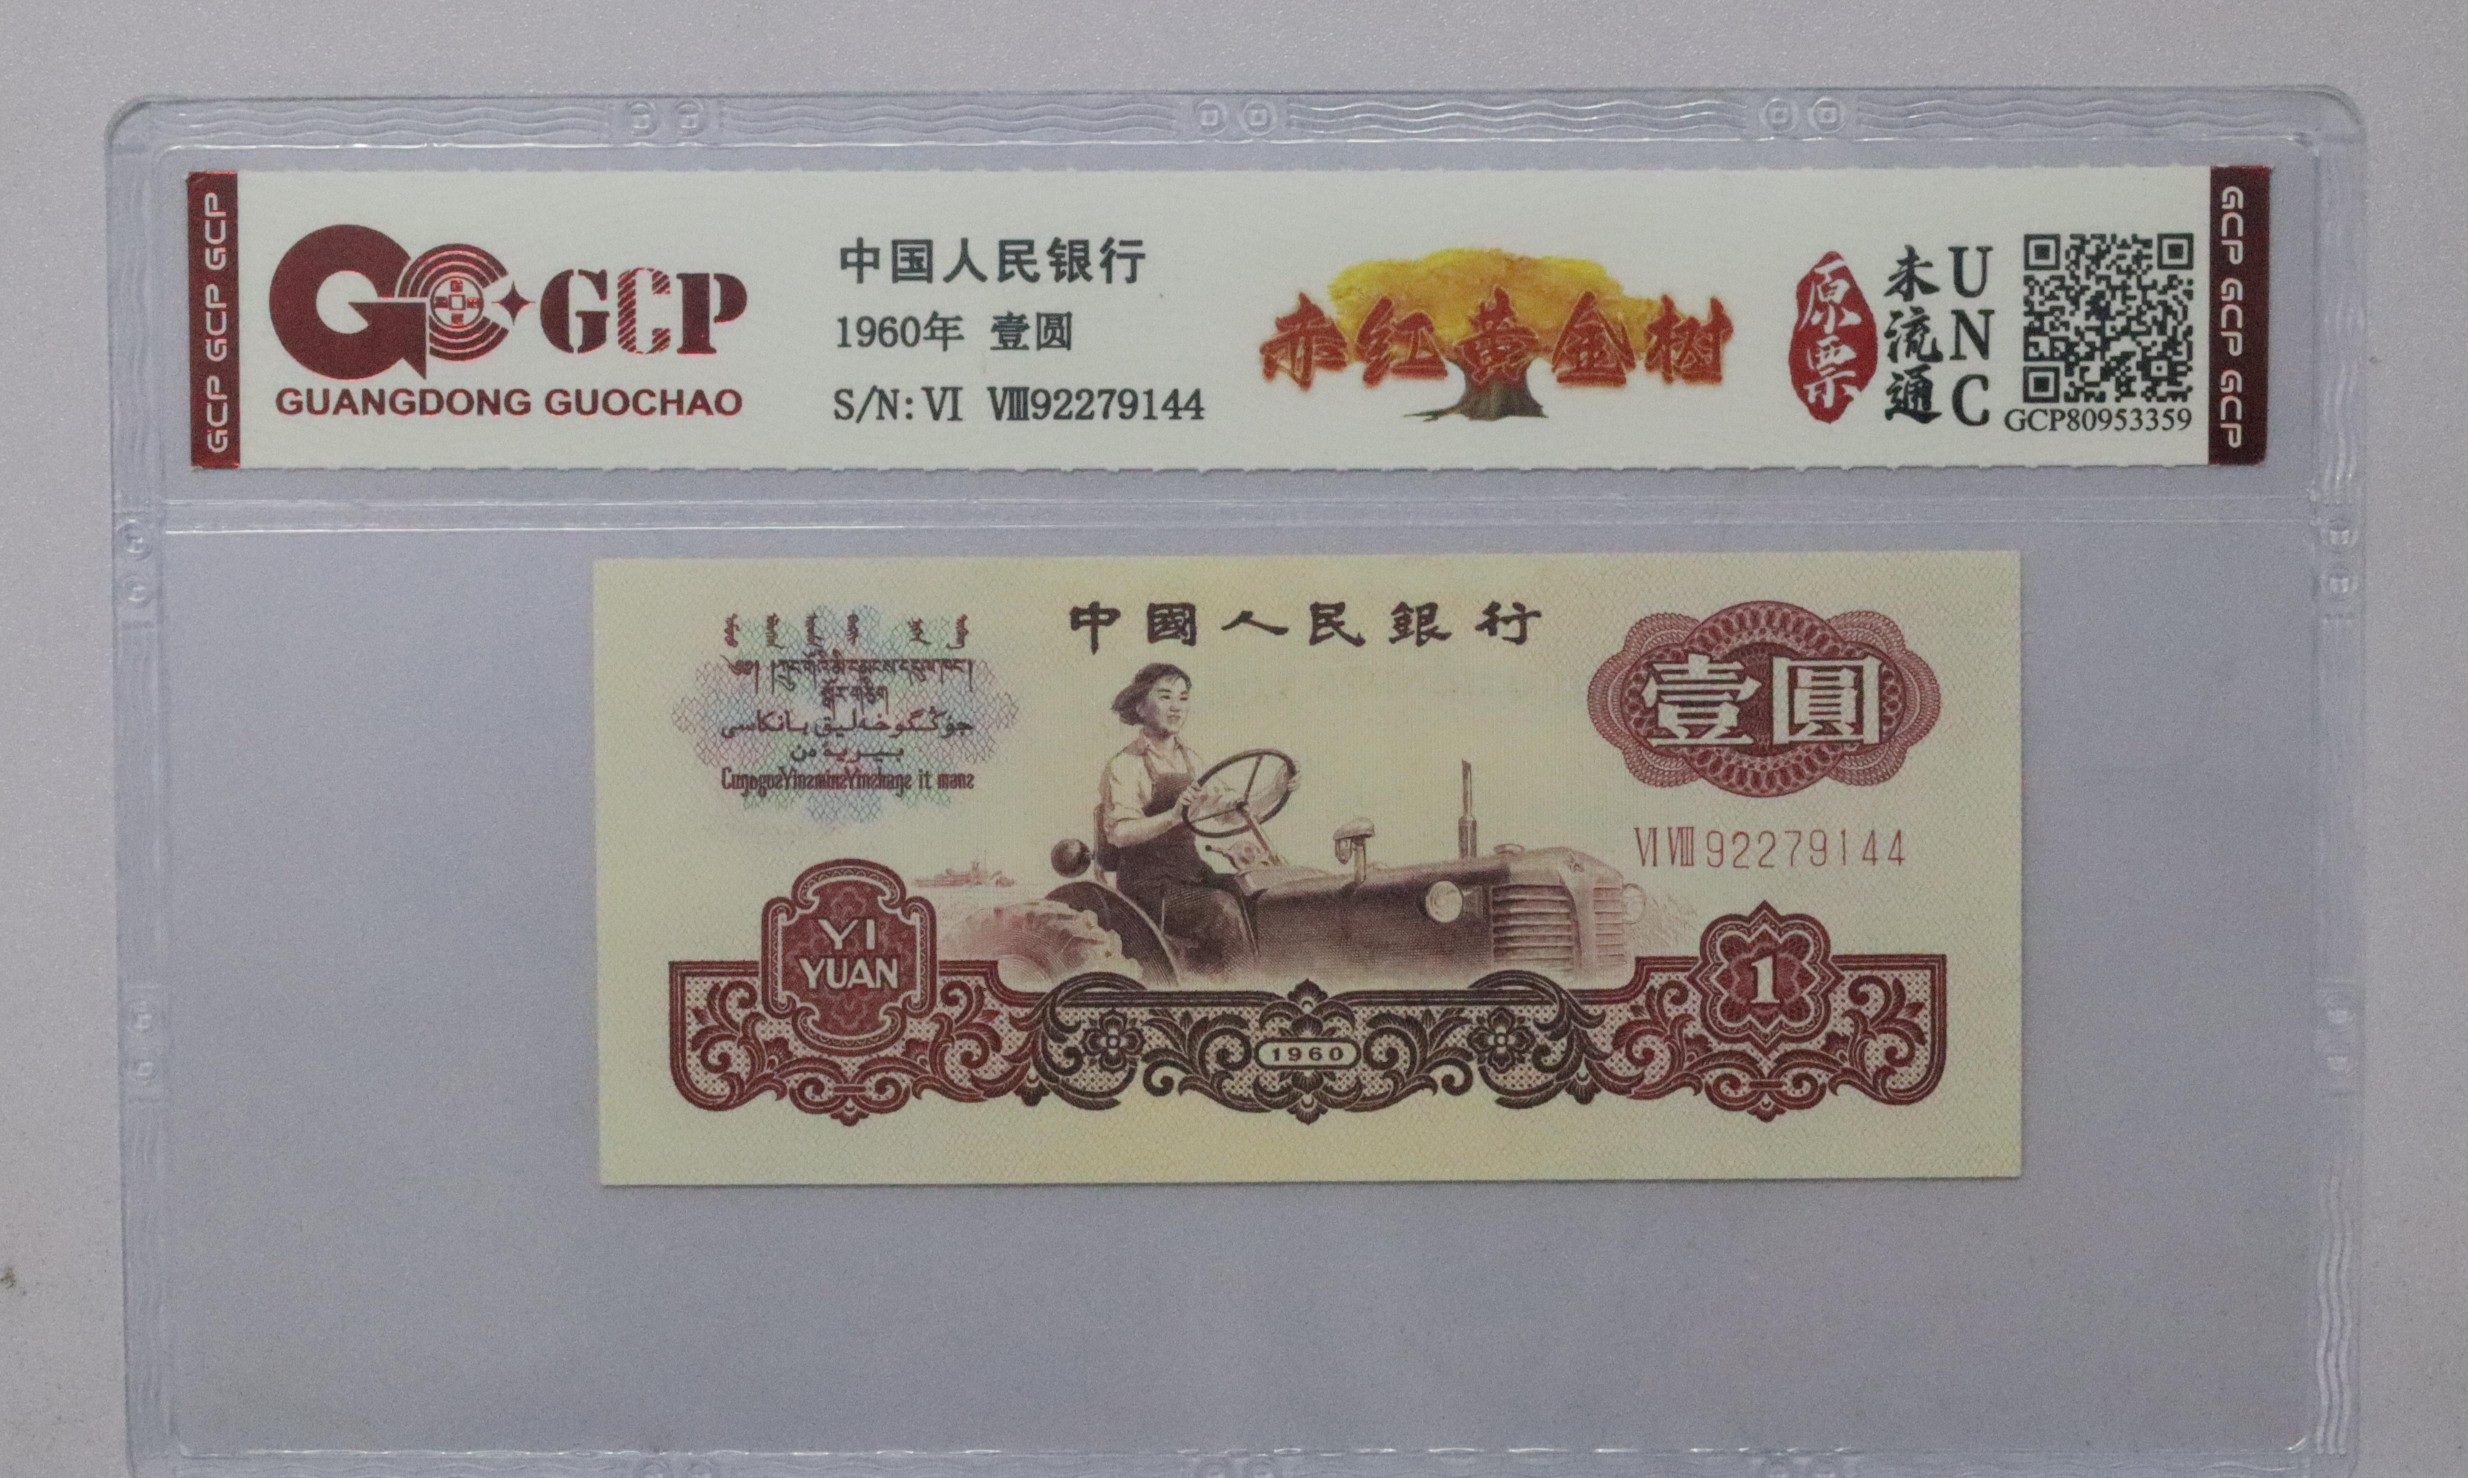 GCP GCP GCP
GCP
GUANGDONG GUOCHAO
中国人民银行
1960年 壹圆
S/N: VI VIII92279144
赤红黄金树
原票
未流通
UNC
GCP80953359
GCP GCP GCP
中國人民銀行
壹圓
VI VIII 92279144
YI
YUAN
1
1960